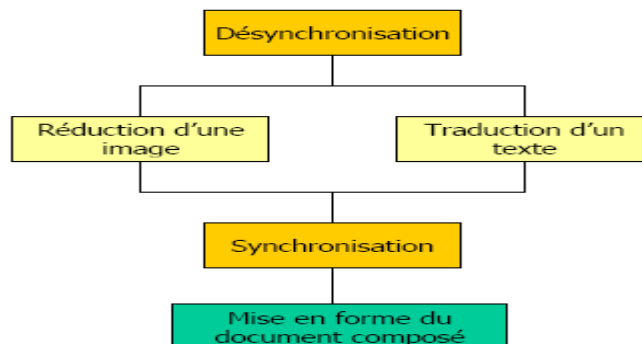 Désynchronisation
Réduction d'une
image
Traduction d'un
texte
Synchronisation
Mise en forme du
document composé